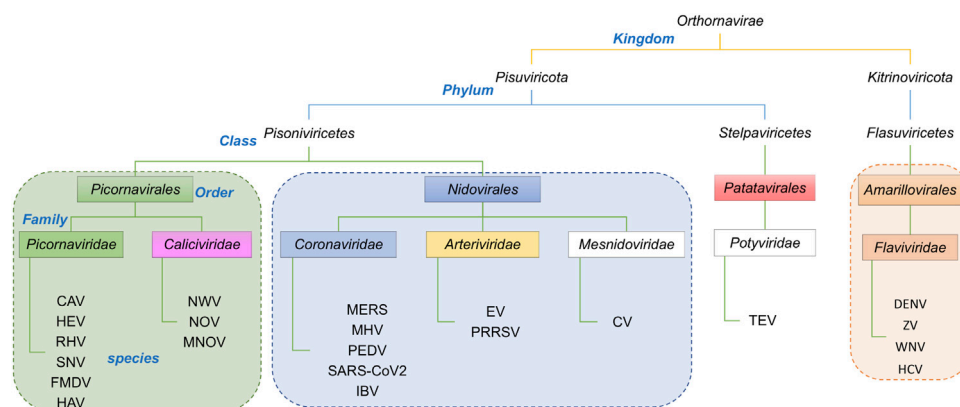 Orthornavirae
Kingdom
Pisuviricota
Kitrinoviricota
Phylum
Pisoniviricetes
Stelpaviricetes
Flasuviricetes
Class
Picornavirales
Order
Nidovirales
Patatavirales
Amarillovirales
Family
Picornaviridae
Caliciviridae
Coronaviridae
Arteriviridae
Mesnidoviridae
Potyviridae
Flaviviridae
CAV
HEV
RHV
SNV
FMDV
HAV
species
NWV
NOV
MNOV
MERS
MHV
PEDV
SARS-CoV2
IBV
EV
PRRSV
CV
TEV
DENV
ZV
WNV
HCV